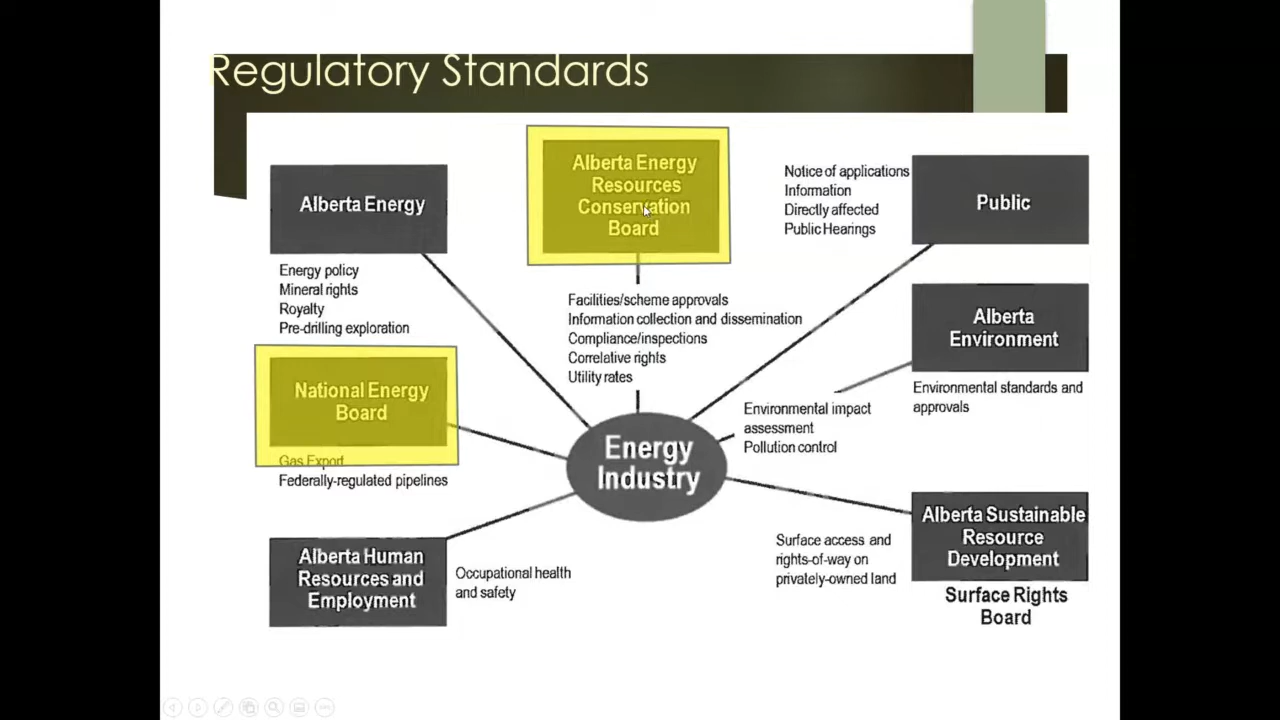 Regulatory Standards
Alberta Energy
Resources
Conservation
Board
Alberta Energy
Energy policy
Mineral rights
Royalty
Pre-drilling exploration
Notice of applications
Information
Directly affected
Public Hearings
Public
Facilities/scheme approvals
Information collection and dissemination
Compliance/inspections
Correlative rights
Utility rates
Alberta
Environment
Environmental standards and
approvals
National Energy
Board
Gas Export
Federally-regulated pipelines
Environmental impact
assessment
Pollution control
Energy
Industry
Alberta Human
Resources and
Employment
Occupational health
and safety
Surface access and
rights-of-way on
privately-owned land
Alberta Sustainable
Resource
Development
Surface Rights
Board